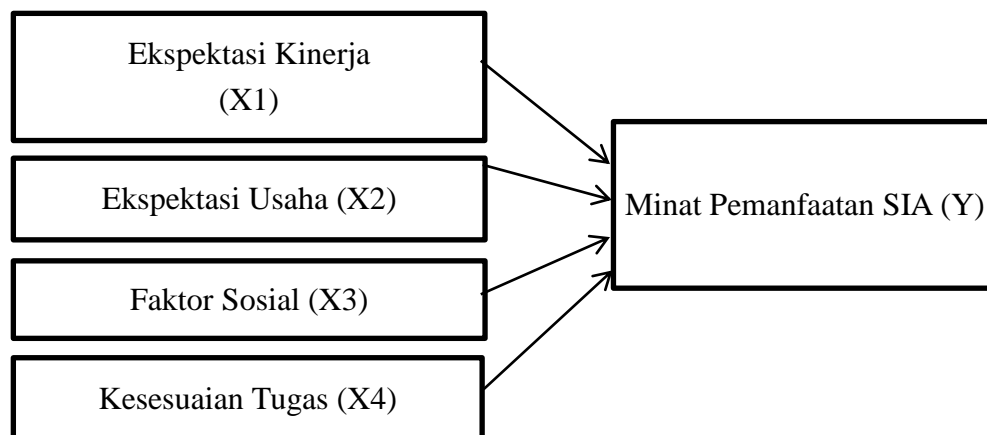 Ekspektasi Kinerja
(X1)
Ekspektasi Usaha (X2)
Faktor Sosial (X3)
Kesesuaian Tugas (X4)
Minat Pemanfaatan SIA (Y)